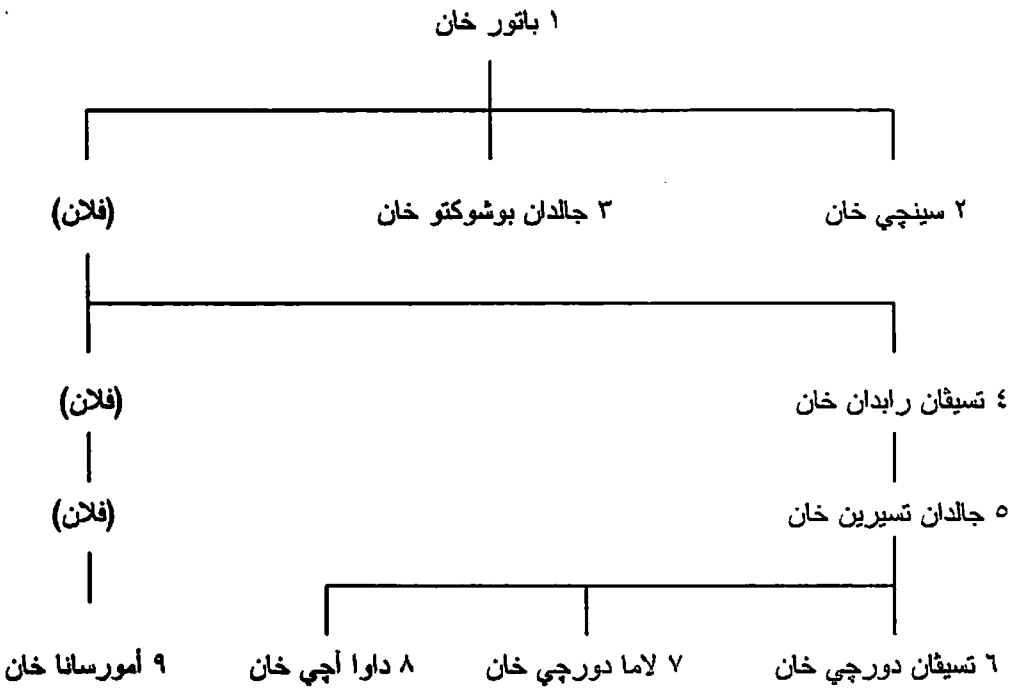 ١ باتور خان
٢ سينچي خان ٣ جالدان بوشوكتو خان (فلان)
٤ تسيڤان رابدان خان (فلان)
٥ جالدان تسيرين خان (فلان)
٦ تسيڤان دورچي خان ٧ لاما دورچي خان ٨ داوا آچي خان ٩ أمورسانا خان